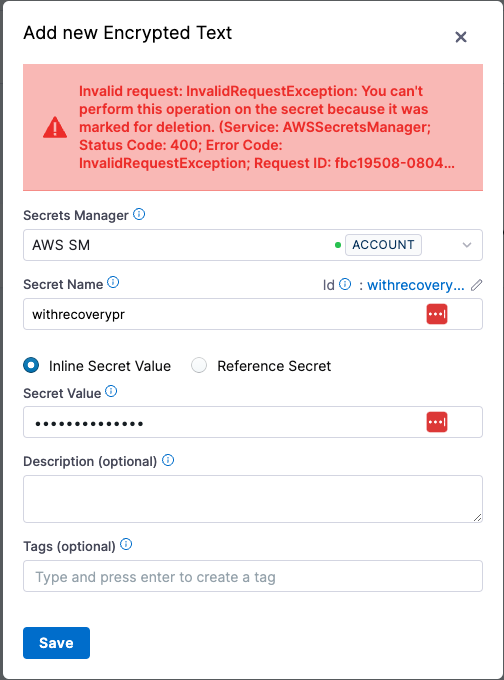 Add new Encrypted Text
Invalid request: InvalidRequestException: You can't
perform this operation on the secret because it was
marked for deletion. (Service: AWSSecretsManager;
Status Code: 400; Error Code:
InvalidRequestException; Request ID: fbc19508-0804...
Secrets Manager
AWS SM
ACCOUNT
Secret Name
Id : withrecovery...
withrecoverypr
Inline Secret Value
Reference Secret
Secret Value
••••••••••••••
Description (optional)
Tags (optional)
Type and press enter to create a tag
Save